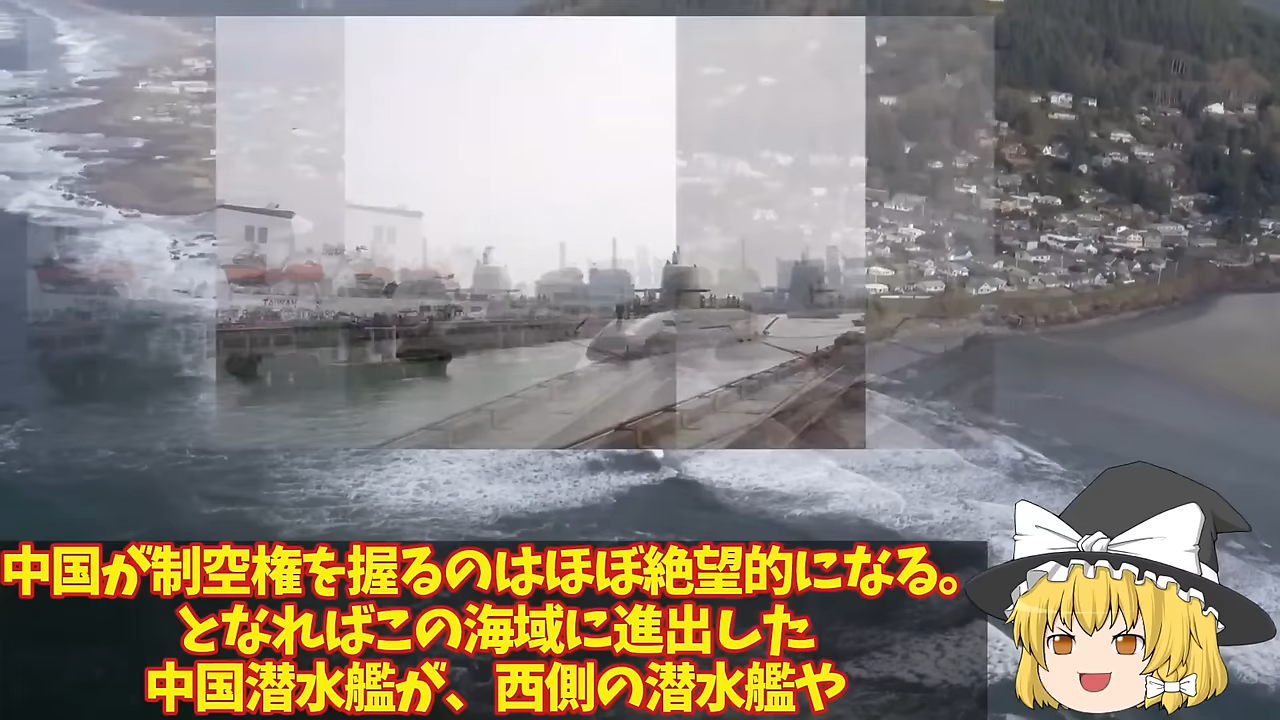 TAIWAN
中国が制空権を握るのはほぼ絶望的になる。
となればこの海域に進出した
中国潜水艦が、西側の潜水艦や